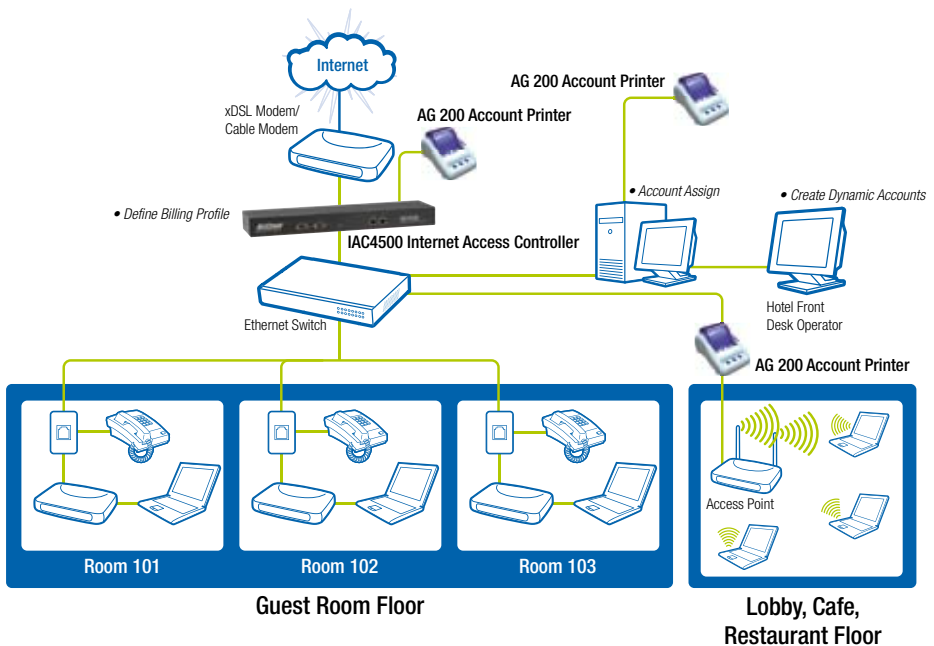 Internet
xDSL Modem/
Cable Modem
AG 200 Account Printer
AG 200 Account Printer
• Define Billing Profile
IAC4500 Internet Access Controller
• Account Assign
• Create Dynamic Accounts
Ethernet Switch
Hotel Front
Desk Operator
AG 200 Account Printer
Access Point
Room 101
Room 102
Room 103
Guest Room Floor
Lobby, Cafe,
Restaurant Floor